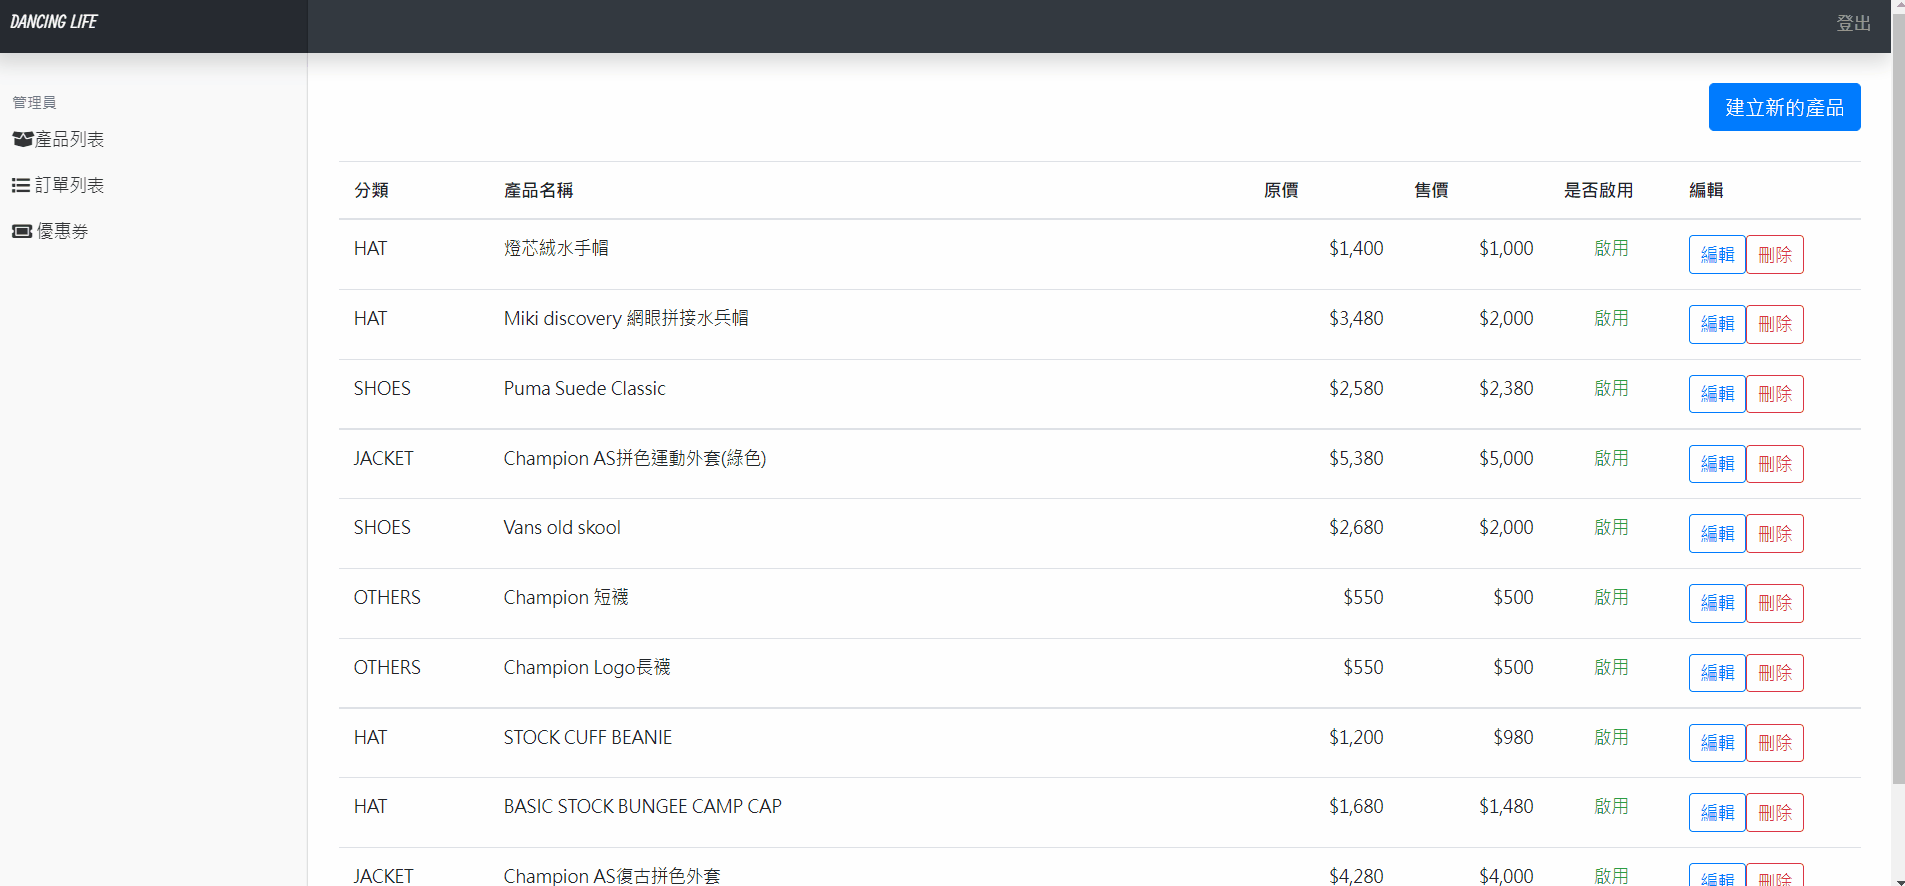 DANCING LIFE 登出
管理員
產品列表
訂單列表
優惠券
建立新的產品
分類 產品名稱 原價 售價 是否啟用 編輯
HAT 燈芯絨水手帽 $1,400 $1,000 啟用 編輯 刪除
HAT Miki discovery 網眼拼接水兵帽 $3,480 $2,000 啟用 編輯 刪除
SHOES Puma Suede Classic $2,580 $2,380 啟用 編輯 刪除
JACKET Champion AS拼色運動外套(綠色) $5,380 $5,000 啟用 編輯 刪除
SHOES Vans old skool $2,680 $2,000 啟用 編輯 刪除
OTHERS Champion 短襪 $550 $500 啟用 編輯 刪除
OTHERS Champion Logo長襪 $550 $500 啟用 編輯 刪除
HAT STOCK CUFF BEANIE $1,200 $980 啟用 編輯 刪除
HAT BASIC STOCK BUNGEE CAMP CAP $1,680 $1,480 啟用 編輯 刪除
JACKET Champion AS復古拼色外套 $4,280 $4,000 啟用 編輯 刪除